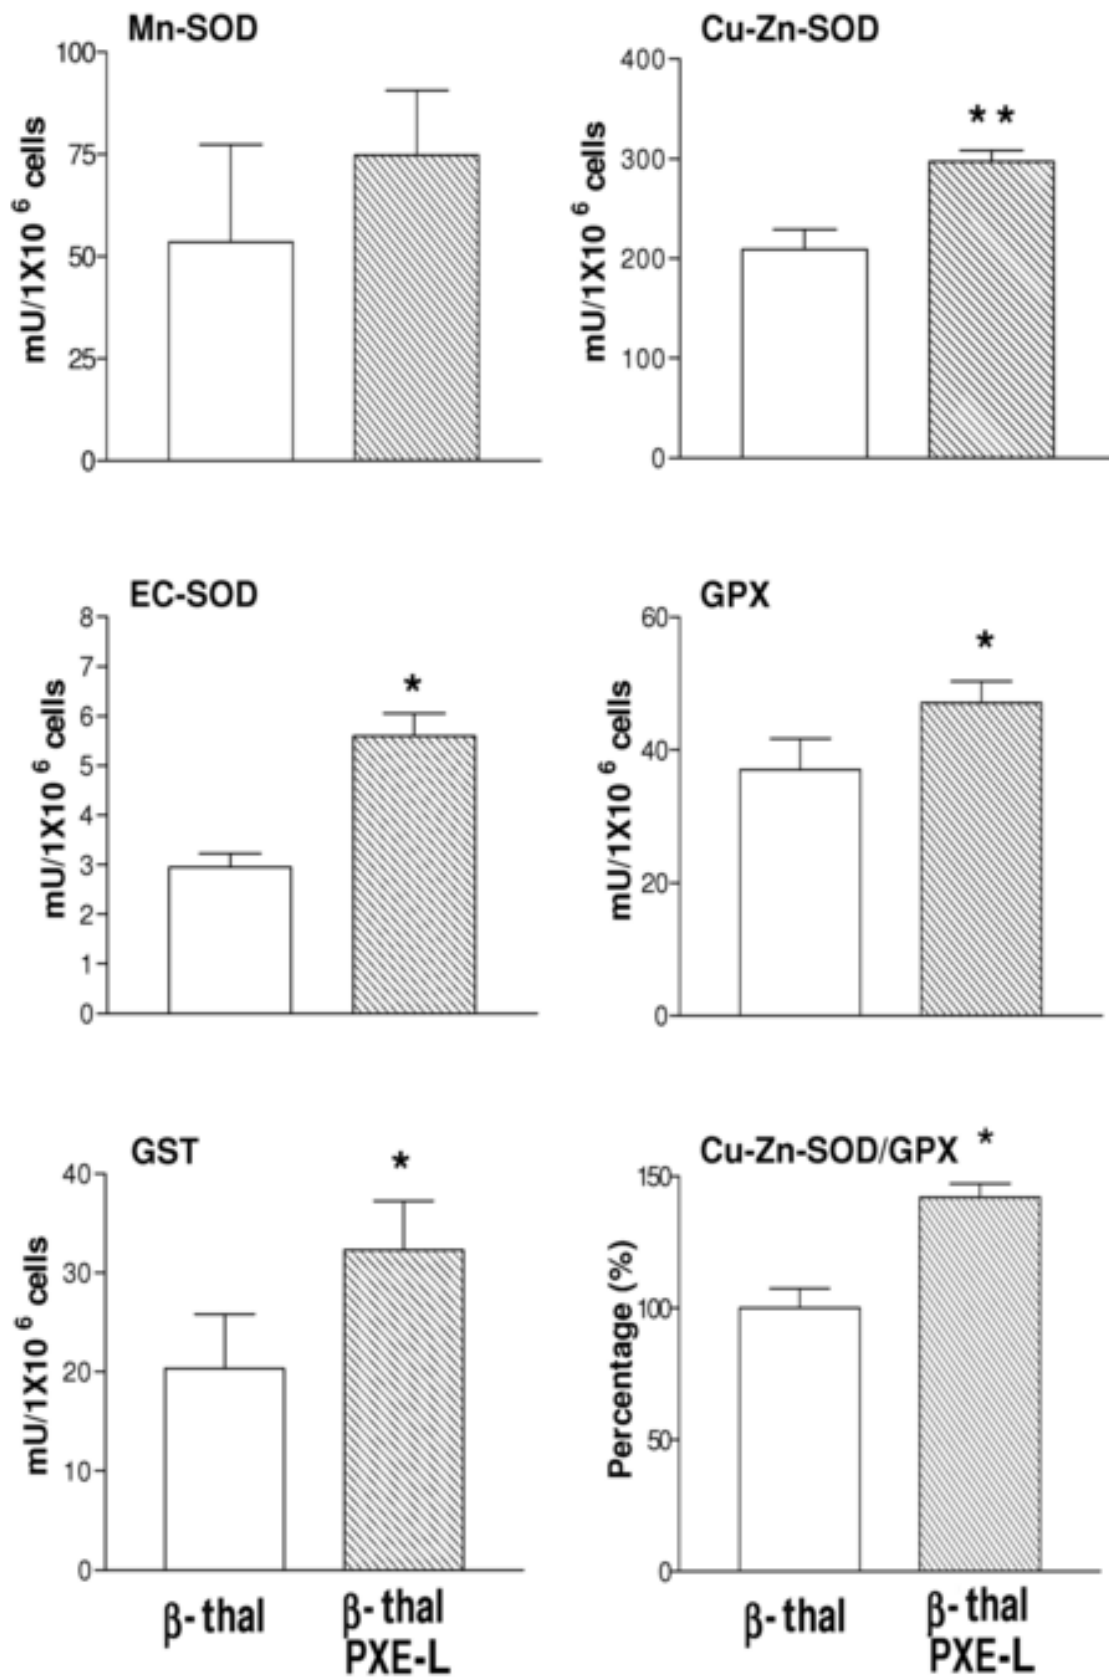 Mn-SOD
100
75
50
25
0
mU/1X10 6 cells
Cu-Zn-SOD
400
300
200
100
0
mU/1X10 6 cells
**
EC-SOD
8
7
6
5
4
3
2
1
0
mU/1X10 6 cells
*
GPX
60
40
20
0
mU/1X10 6 cells
*
GST
40
30
20
10
0
mU/1X10 6 cells
*
β-thal
β-thal
PXE-L
Cu-Zn-SOD/GPX *
150
100
50
0
Percentage (%)
β-thal
β-thal
PXE-L